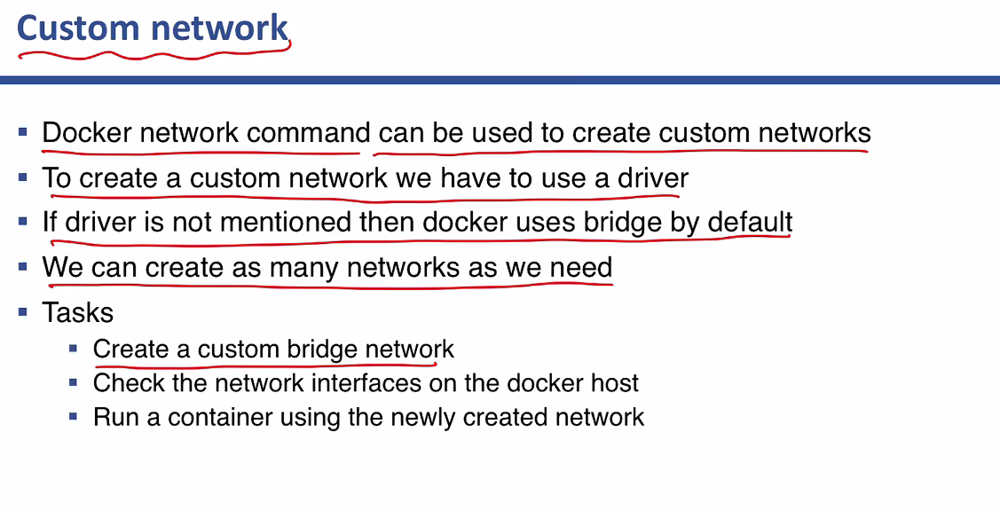 Custom network
Docker network command can be used to create custom networks
To create a custom network we have to use a driver
If driver is not mentioned then docker uses bridge by default
We can create as many networks as we need
Tasks
Create a custom bridge network
Check the network interfaces on the docker host
Run a container using the newly created network